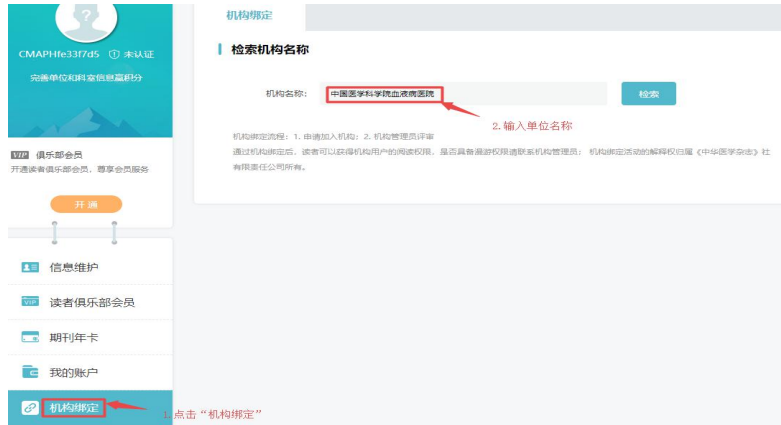 机构绑定
CMAPHfe33f7d5 未认证
完善单位和科室信息赢积分
检索机构名称
机构名称： 中国医学科学院血液病医院 检索
2.输入单位名称
机构绑定流程：1. 申请加入机构；2. 机构管理员评审
通过机构绑定后，读者可以获得机构用户的阅读权限，是否具备漫游权限请联系机构管理员； 机构绑定活动的解释权归属《中华医学杂志》社
有限责任公司所有。
VIP 俱乐部会员
开通读者俱乐部会员，尊享会员服务
开通
信息维护
VIP 读者俱乐部会员
期刊年卡
我的账户
机构绑定
1.点击“机构绑定”